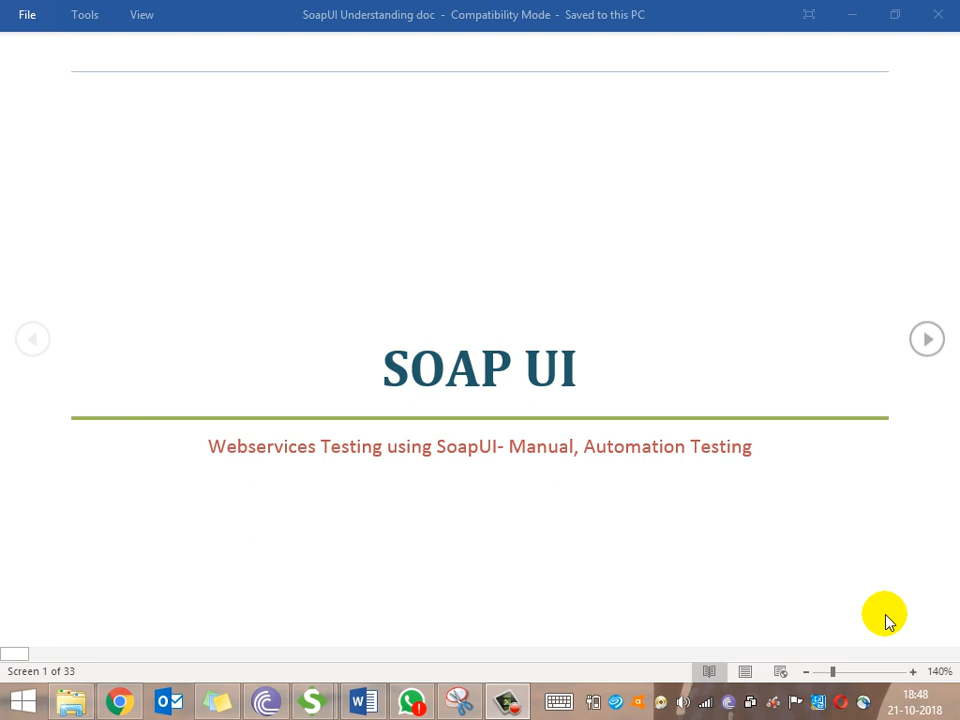 File Tools View SoapUI Understanding doc - Compatibility Mode - Saved to this PC
SOAP UI
Webservices Testing using SoapUI- Manual, Automation Testing
Screen 1 of 33 140%
18:48
21-10-2018